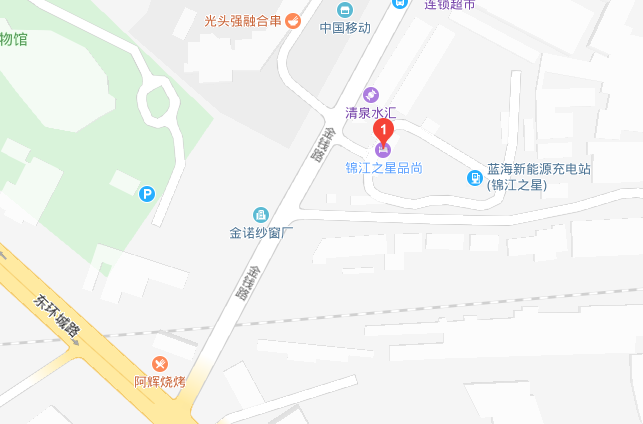 连锁超市
光头强融合串
中国移动
物馆
清泉水汇
金钱路
1
锦江之星品尚
蓝海新能源充电站
(锦江之星)
P
金诺纱窗厂
金钱路
东环城路
阿辉烧烤